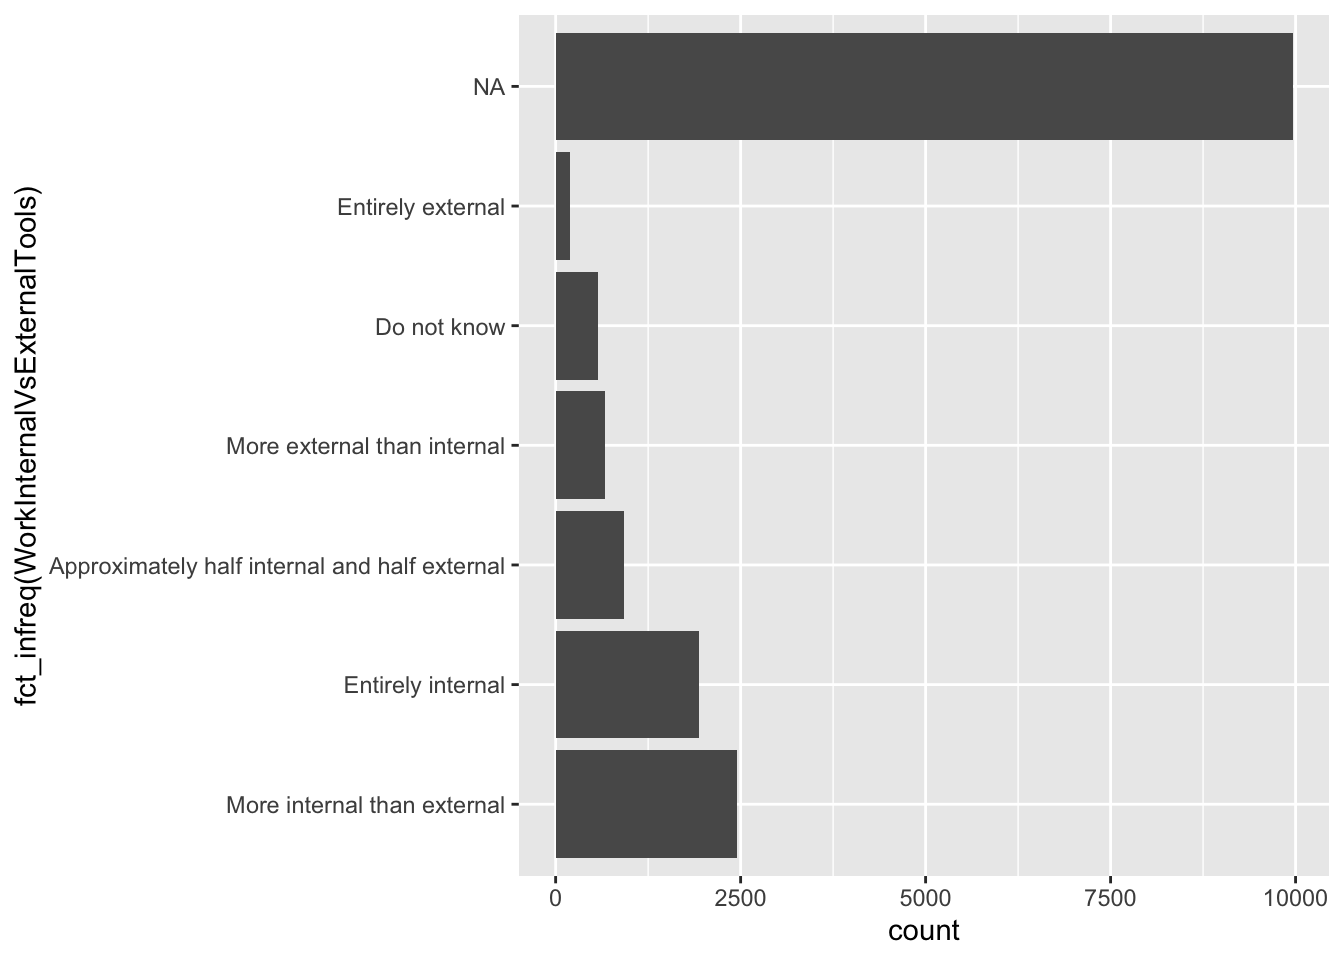 fct_infreq(WorkInternalVsExternalTools)
NA
Entirely external
Do not know
More external than internal
Approximately half internal and half external
Entirely internal
More internal than external
0 2500 5000 7500 10000
count